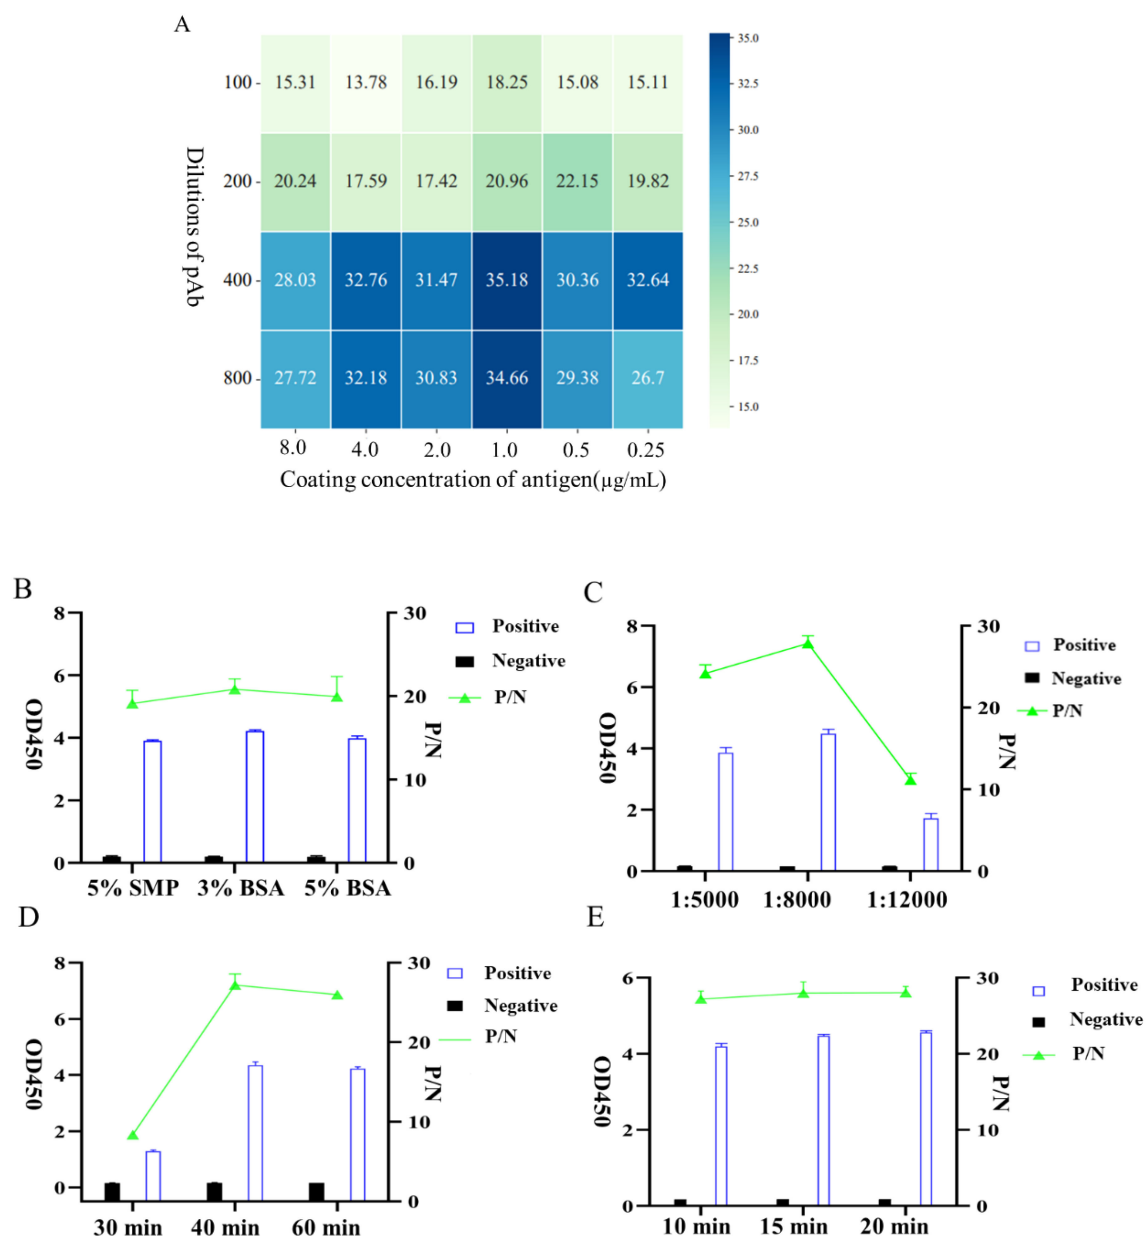 A
100 15.31 13.78 16.19 18.25 15.08 15.11
200 20.24 17.59 17.42 20.96 22.15 19.82
400 28.03 32.76 31.47 35.18 30.36 32.64
800 27.72 32.18 30.83 34.66 29.38 26.7
Dilutions of pAb
8.0 4.0 2.0 1.0 0.5 0.25
Coating concentration of antigen(µg/mL)
35.0
32.5
30.0
27.5
25.0
22.5
20.0
17.5
15.0
B
8
6
4
2
0
OD450
30
20
10
0
P/N
5% SMP 3% BSA 5% BSA
Positive
Negative
P/N
C
8
6
4
2
0
OD450
30
20
10
0
P/N
1:5000 1:8000 1:12000
Positive
Negative
P/N
D
8
6
4
2
0
OD450
30
20
10
0
P/N
30 min 40 min 60 min
Positive
Negative
P/N
E
6
4
2
0
OD450
30
20
10
0
P/N
10 min 15 min 20 min
Positive
Negative
P/N